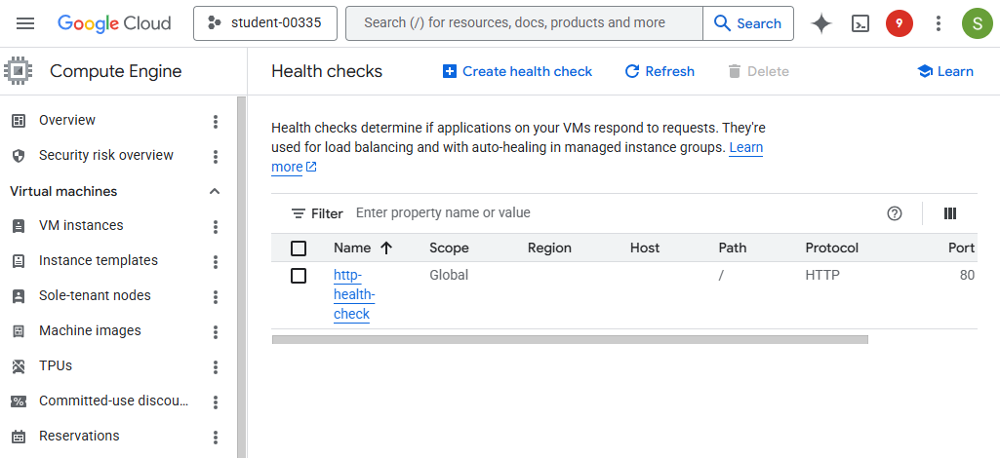 Google Cloud
student-00335
Search (/) for resources, docs, products and more
Search
9
S
Compute Engine
Health checks
Create health check
Refresh
Delete
Learn
Overview
Security risk overview
Virtual machines
VM instances
Instance templates
Sole-tenant nodes
Machine images
TPUs
Committed-use discou...
Reservations
Health checks determine if applications on your VMs respond to requests. They're
used for load balancing and with auto-healing in managed instance groups. Learn
more
Filter Enter property name or value
Name Scope Region Host Path Protocol Port
http-
health-
check
Global / HTTP 80